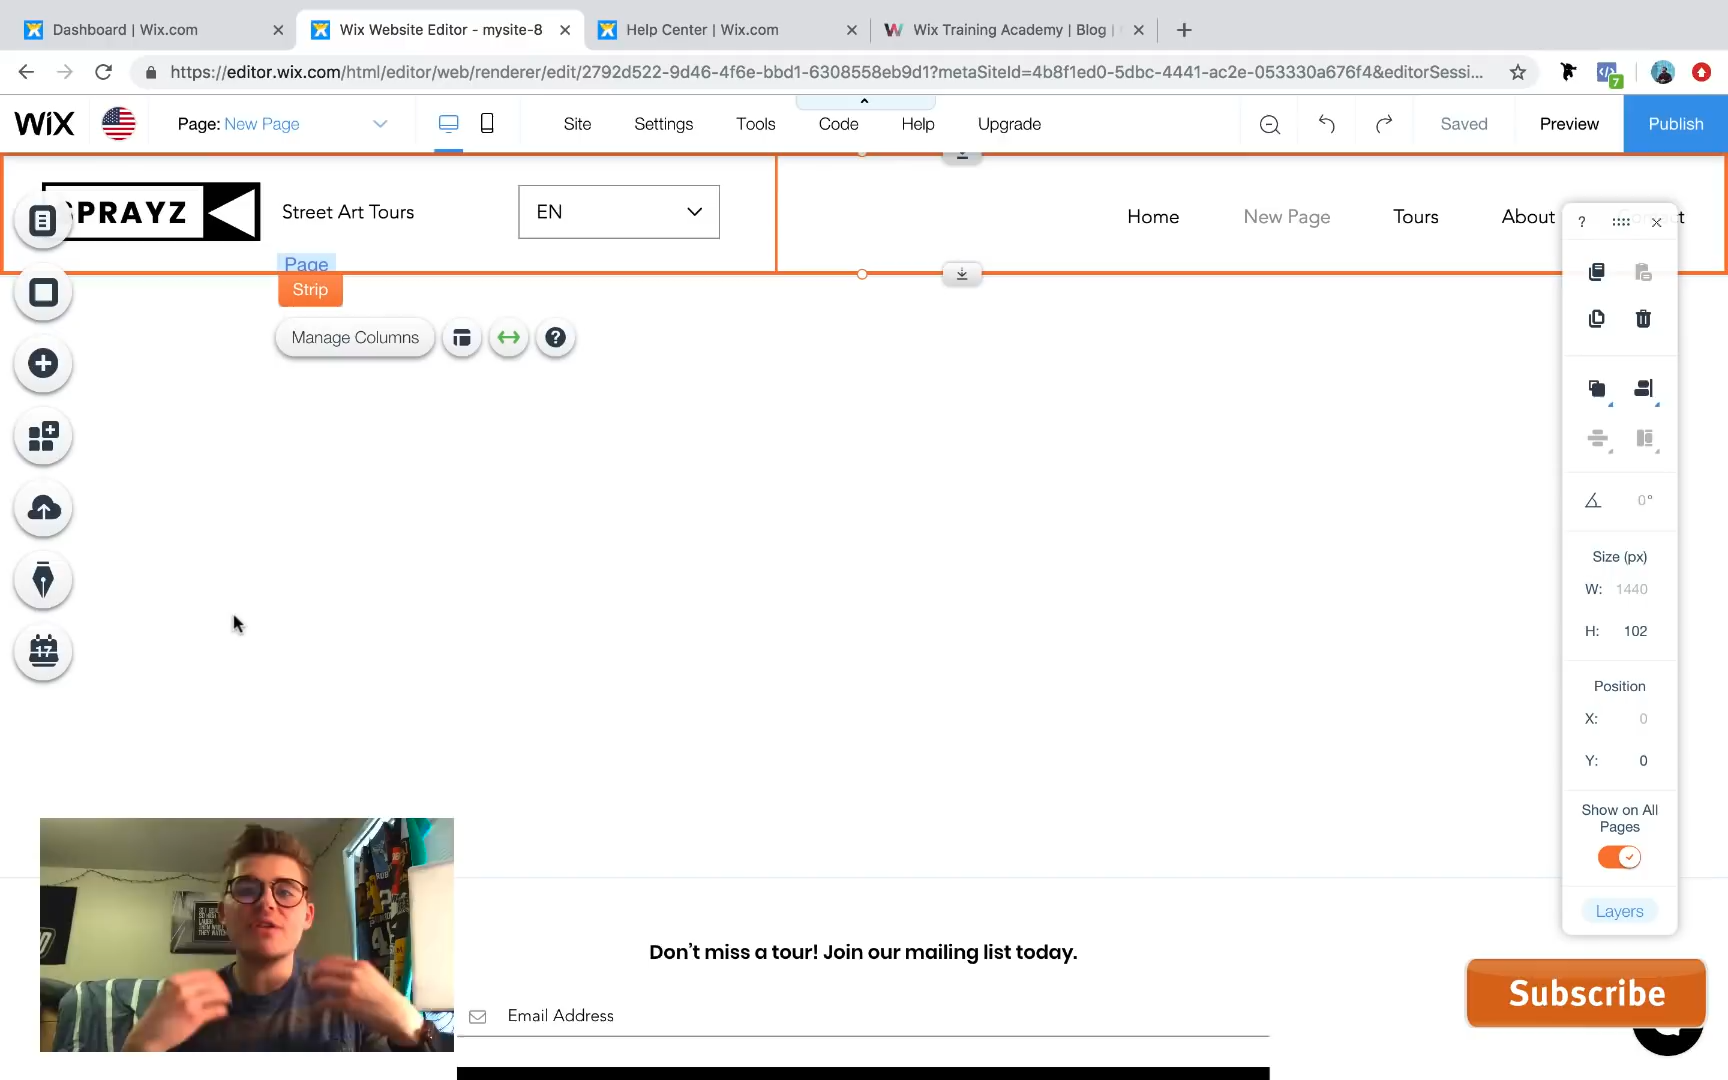 Dashboard | Wix.com
Wix Website Editor - mysite-8
Help Center | Wix.com
Wix Training Academy | Blog |
https://editor.wix.com/html/editor/web/renderer/edit/2792d522-9d46-4f6e-bbd1-6308558eb9d1?metaSiteId=4b8f1ed0-5dbc-4441-ac2e-053330a676f4&editorSessi...
7
WiX
Page: New Page
Site
Settings
Tools
Code
Help
Upgrade
Saved
Preview
Publish
SPRAYZ
Street Art Tours
EN
Home
New Page
Tours
About
Page
Strip
Manage Columns
?
?
17
0°
Size (px)
W: 1440
H: 102
Position
X: 0
Y: 0
Show on All
Pages
Layers
Don't miss a tour! Join our mailing list today.
Email Address
Subscribe